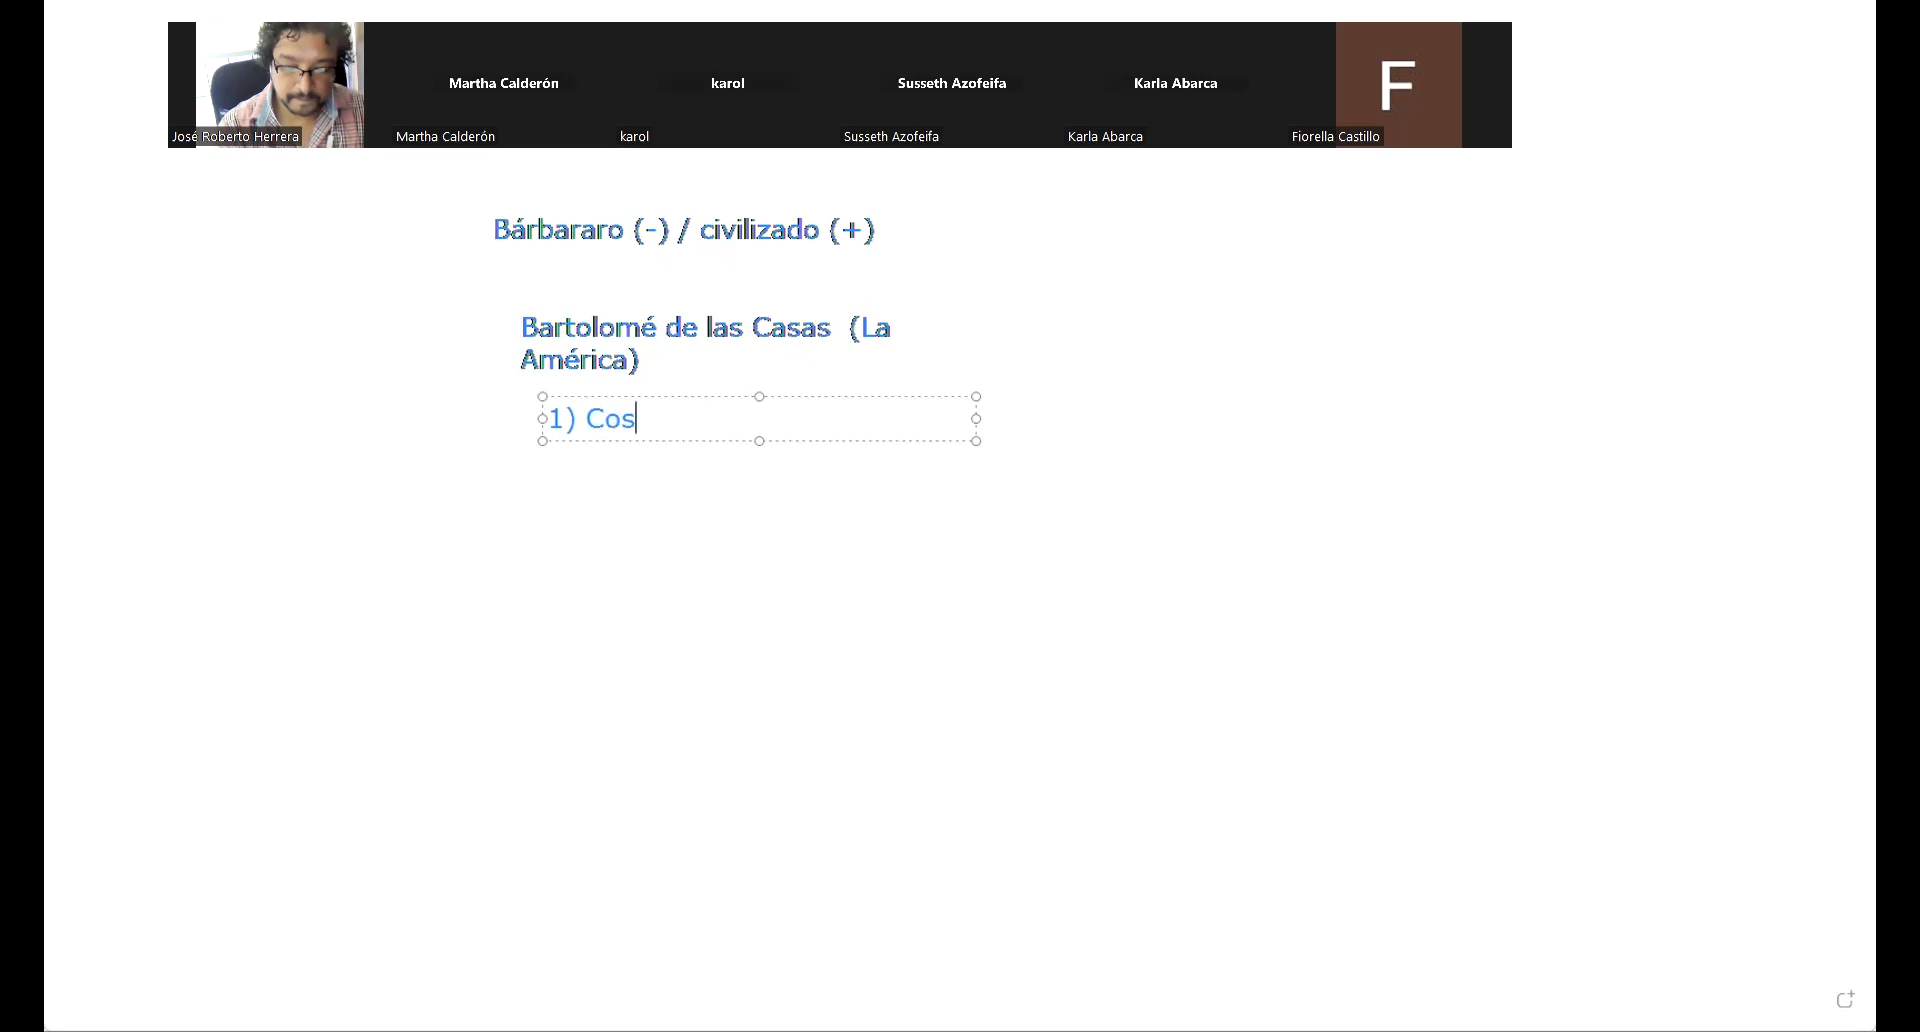 Martha Calderón
karol
Susseth Azofeifa
Karla Abarca
F
José Roberto Herrera
Martha Calderón
karol
Susseth Azofeifa
Karla Abarca
Fiorella Castillo
Bárbararo (-) / civilizado (+)
Bartolomé de las Casas (La
América)
1) Cos